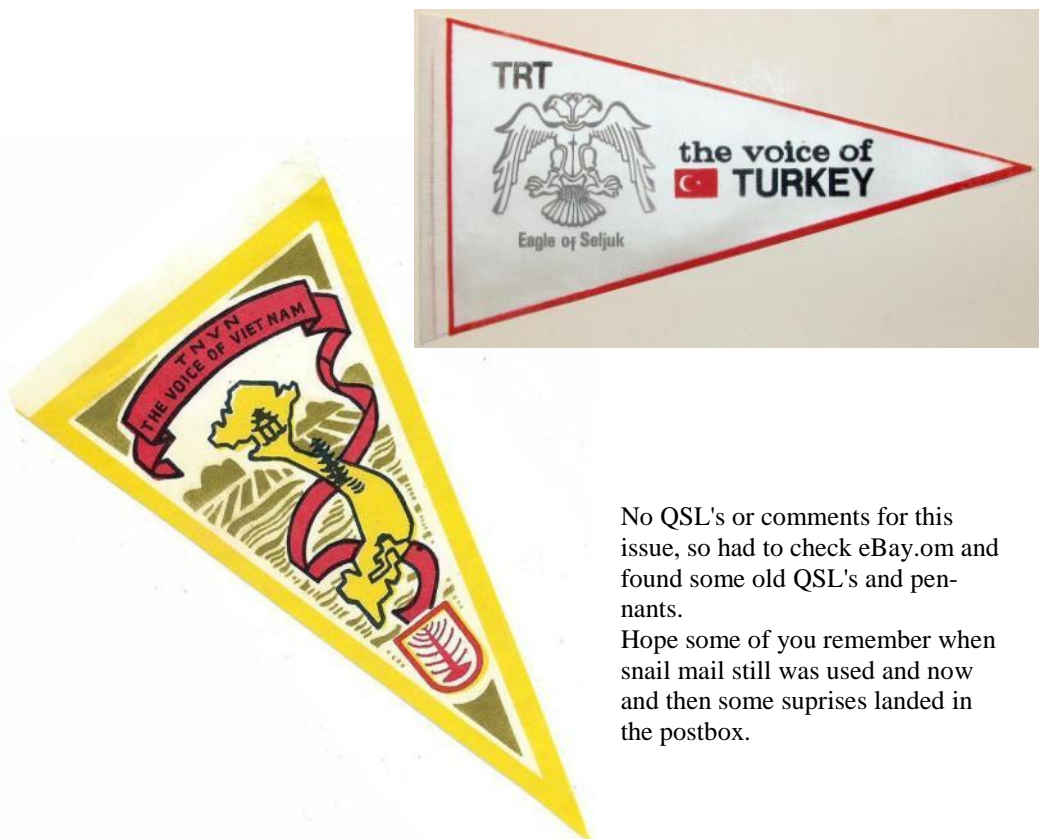 TRT
the voice of
TURKEY
Eagle of Seljuk
TNVN
THE VOICE OF VIET NAM
No QSL's or comments for this
issue, so had to check eBay.om and
found some old QSL's and pen-
nants.
Hope some of you remember when
snail mail still was used and now
and then some suprises landed in
the postbox.